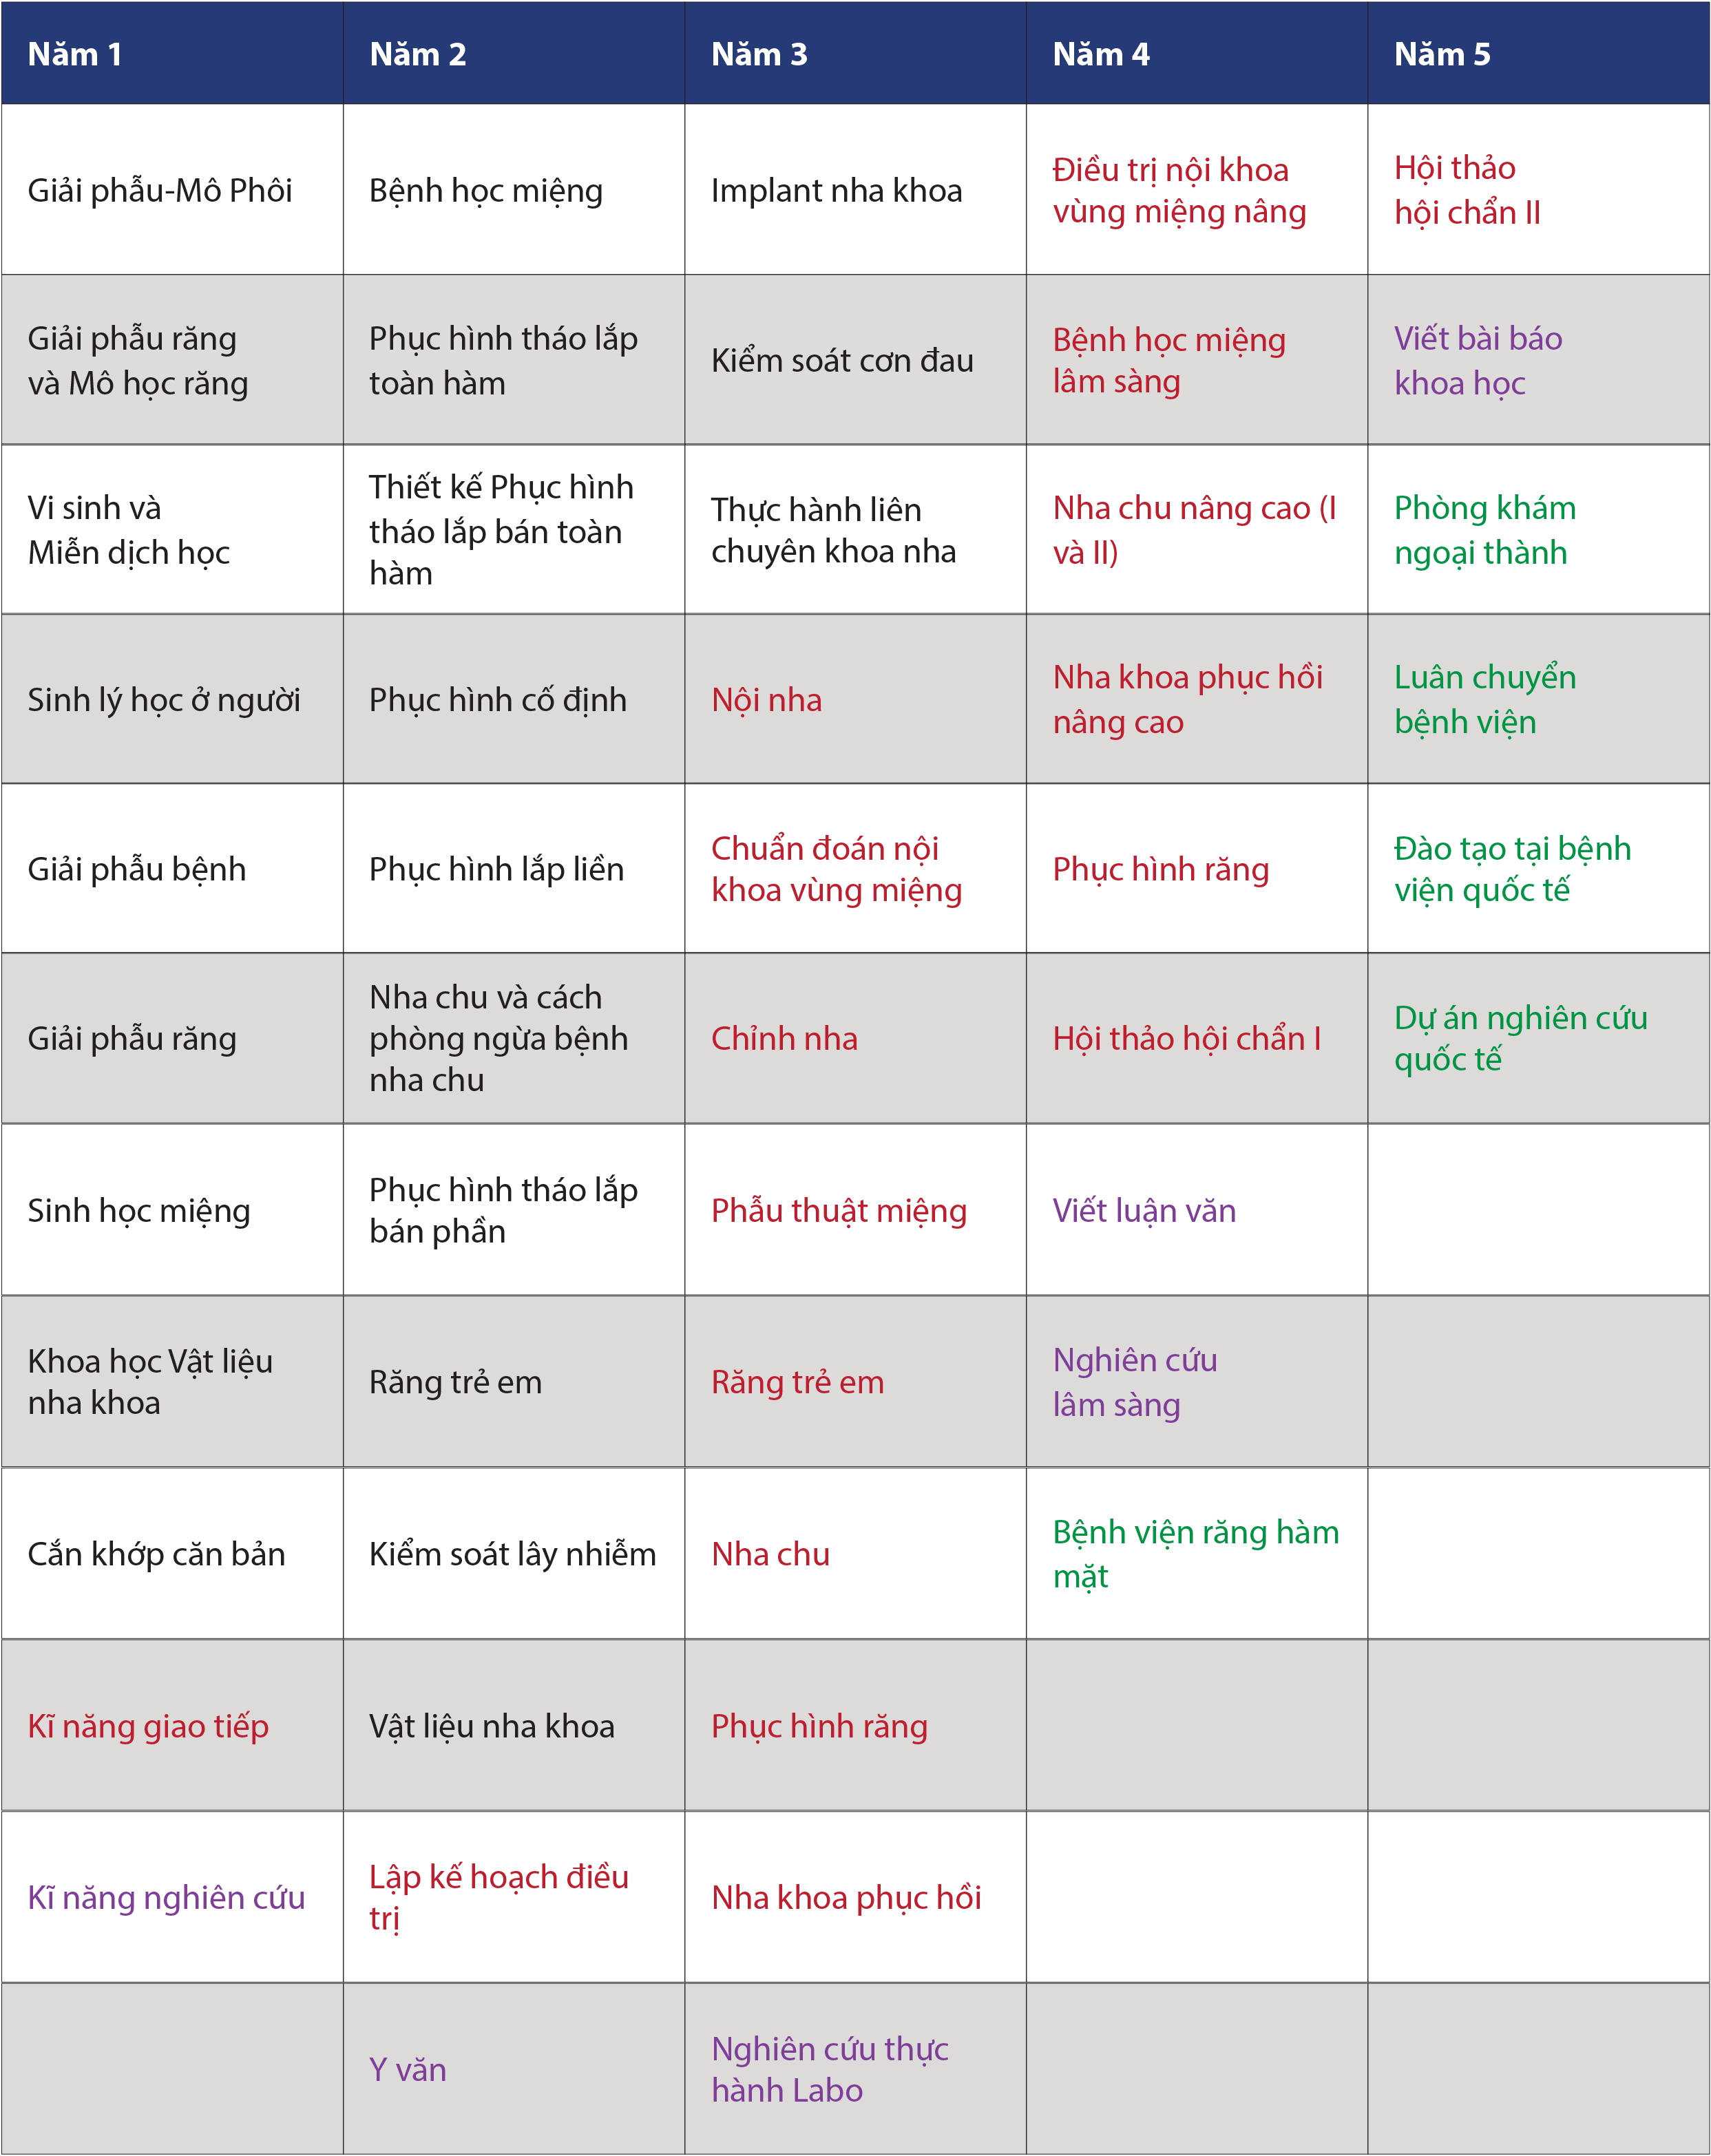 Năm 1
Năm 2
Năm 3
Năm 4
Năm 5
Giải phẫu-Mô Phôi
Bệnh học miệng
Implant nha khoa
Điều trị nội khoa
vùng miệng nâng
Hội thảo
hội chẩn II
Giải phẫu răng
và Mô học răng
Phục hình tháo lắp
toàn hàm
Kiểm soát cơn đau
Bệnh học miệng
lâm sàng
Viết bài báo
khoa học
Vi sinh và
Miễn dịch học
Thiết kế Phục hình
tháo lắp bán toàn
hàm
Thực hành liên
chuyên khoa nha
Nha chu nâng cao (I
và II)
Phòng khám
ngoại thành
Sinh lý học ở người
Phục hình cố định
Nội nha
Nha khoa phục hồi
nâng cao
Luân chuyển
bệnh viện
Giải phẫu bệnh
Phục hình lắp liền
Chuẩn đoán nội
khoa vùng miệng
Phục hình răng
Đào tạo tại bệnh
viện quốc tế
Giải phẫu răng
Nha chu và cách
phòng ngừa bệnh
nha chu
Chỉnh nha
Hội thảo hội chẩn I
Dự án nghiên cứu
quốc tế
Sinh học miệng
Phục hình tháo lắp
bán phần
Phẫu thuật miệng
Viết luận văn
Khoa học Vật liệu
nha khoa
Răng trẻ em
Răng trẻ em
Nghiên cứu
lâm sàng
Cắn khớp căn bản
Kiểm soát lây nhiễm
Nha chu
Bệnh viện răng hàm
mặt
Kĩ năng giao tiếp
Vật liệu nha khoa
Phục hình răng
Kĩ năng nghiên cứu
Lập kế hoạch điều
trị
Nha khoa phục hồi
Y văn
Nghiên cứu thực
hành Labo